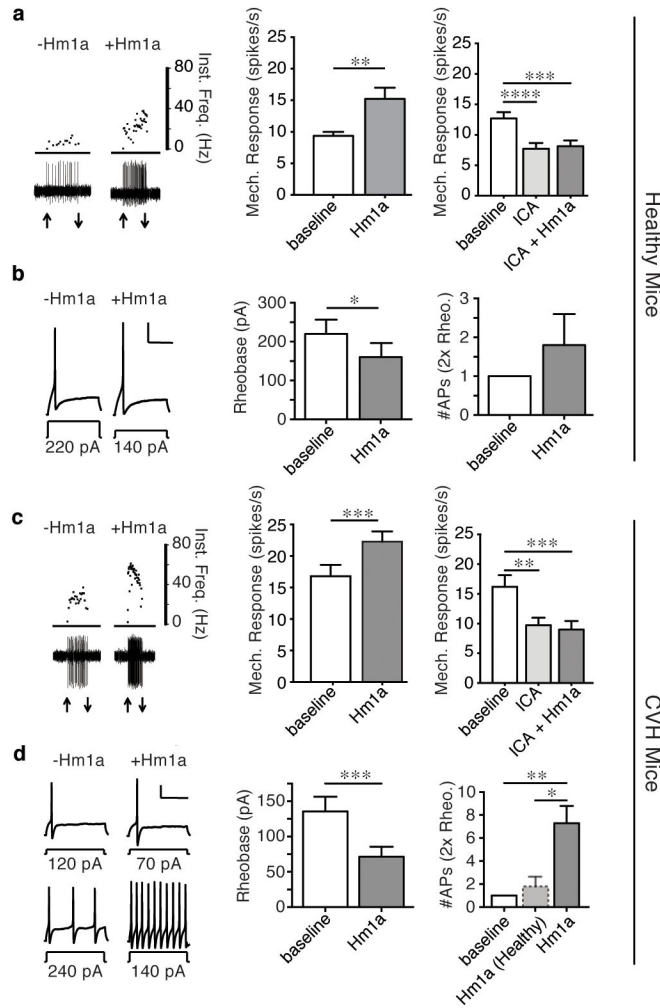 a
-Hm1a +Hm1a
80
40
0
Inst. Freq. (Hz)
Mech. Response (spikes/s)
25
20
15
10
5
0
**
baseline
Hm1a
Mech. Response (spikes/s)
25
20
15
10
5
0
***
****
baseline
ICA
ICA + Hm1a
Healthy Mice
b
-Hm1a +Hm1a
220 pA 140 pA
Rheobase (pA)
300
200
100
0
*
baseline
Hm1a
#APs (2x Rheo.)
3
2
1
0
baseline
Hm1a
c
-Hm1a +Hm1a
80
40
0
Inst. Freq. (Hz)
Mech. Response (spikes/s)
25
20
15
10
5
0
***
baseline
Hm1a
Mech. Response (spikes/s)
25
20
15
10
5
0
***
**
baseline
ICA
ICA + Hm1a
CVH Mice
d
-Hm1a +Hm1a
120 pA 70 pA
240 pA 140 pA
Rheobase (pA)
150
100
50
0
***
baseline
Hm1a
#APs (2x Rheo.)
10
8
6
4
2
0
**
*
baseline
Hm1a (Healthy)
Hm1a